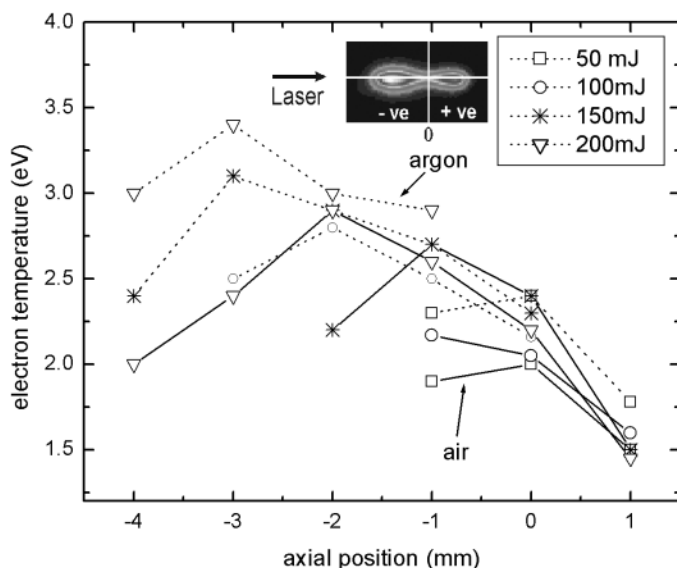 4.0
3.5
3.0
2.5
2.0
1.5
electron temperature (eV)
-4
-3
-2
-1
0
1
axial position (mm)
Laser
- ve
+ ve
0
argon
air
50 mJ
100mJ
150mJ
200mJ